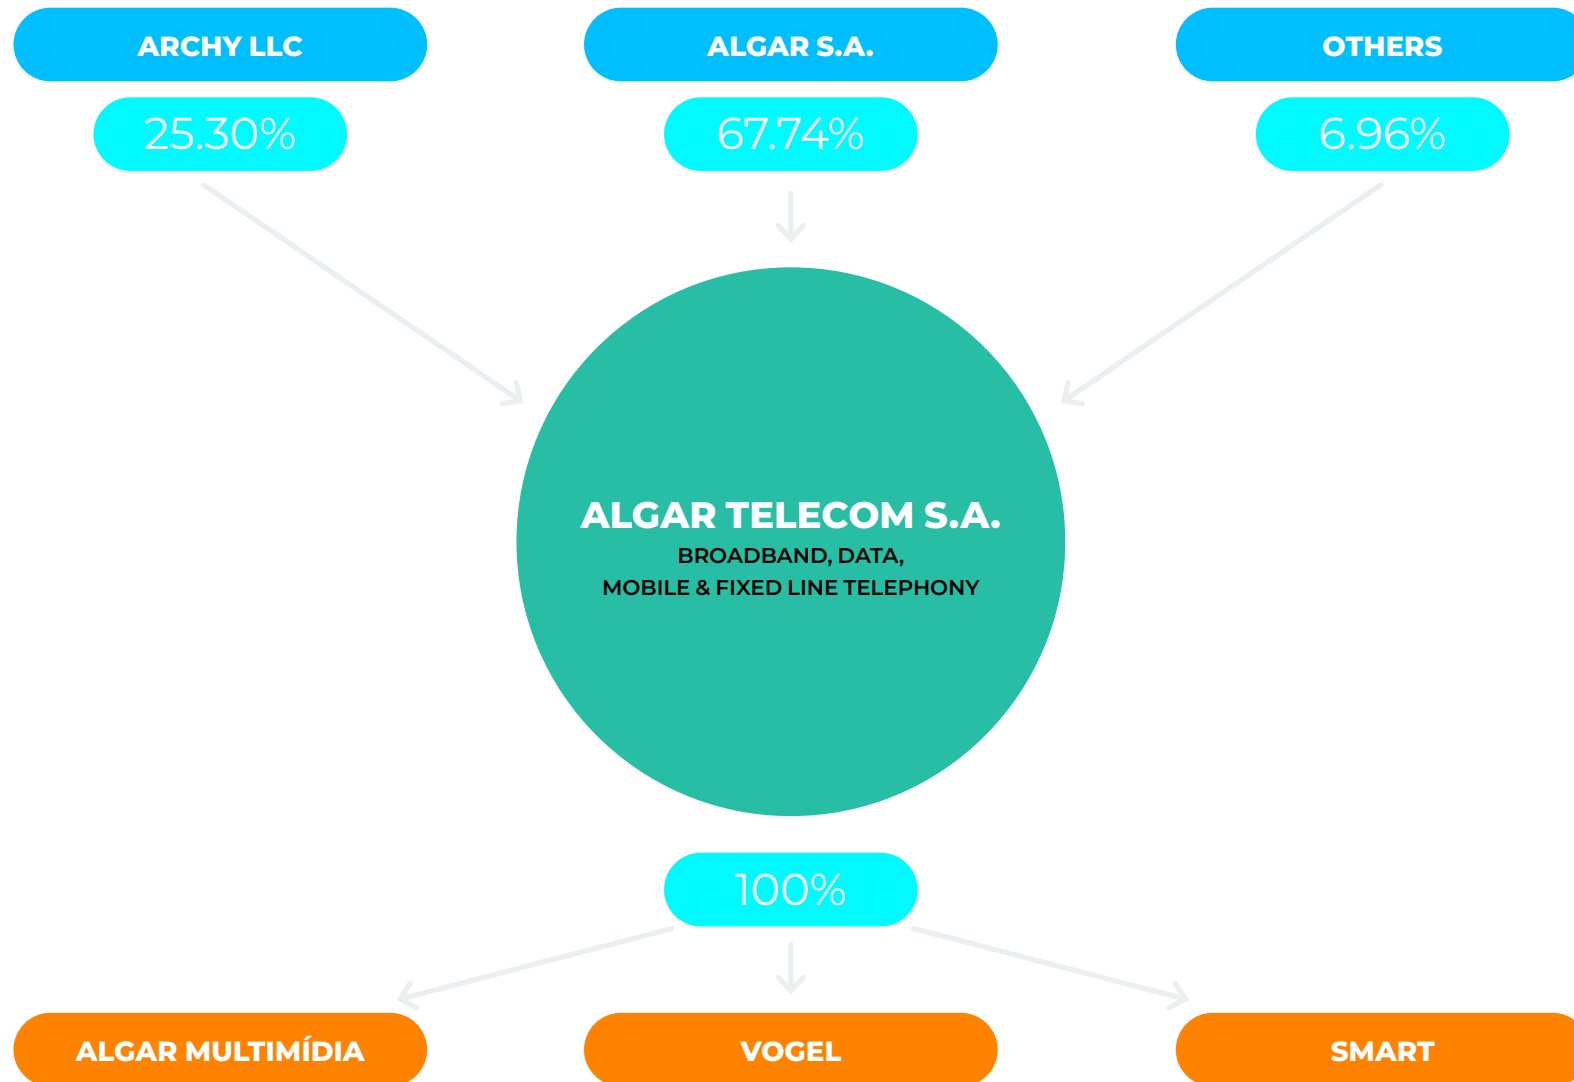 ARCHY LLC
ALGAR S.A.
OTHERS
25.30%
67.74%
6.96%
ALGAR TELECOM S.A.
BROADBAND, DATA,
MOBILE & FIXED LINE TELEPHONY
100%
ALGAR MULTIMÍDIA
VOGEL
SMART